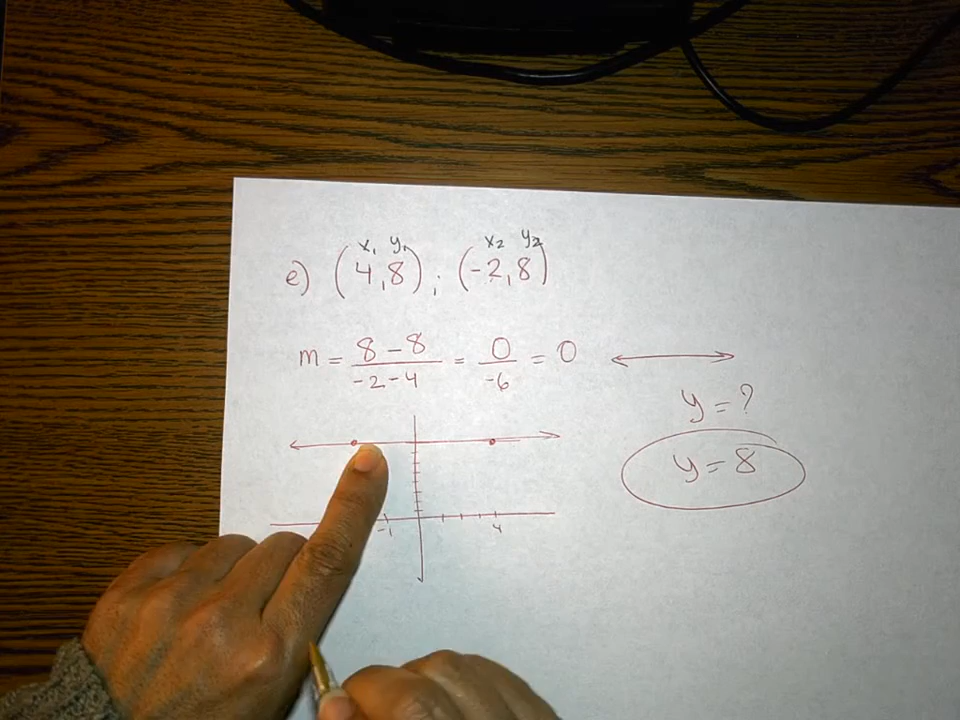 x₁ y₁ x₂ y₂
e) (4,8) ; (-2,8)
m = 8-8/-2-4 = 0/-6 = 0
y = ?
y = 8
-1 4